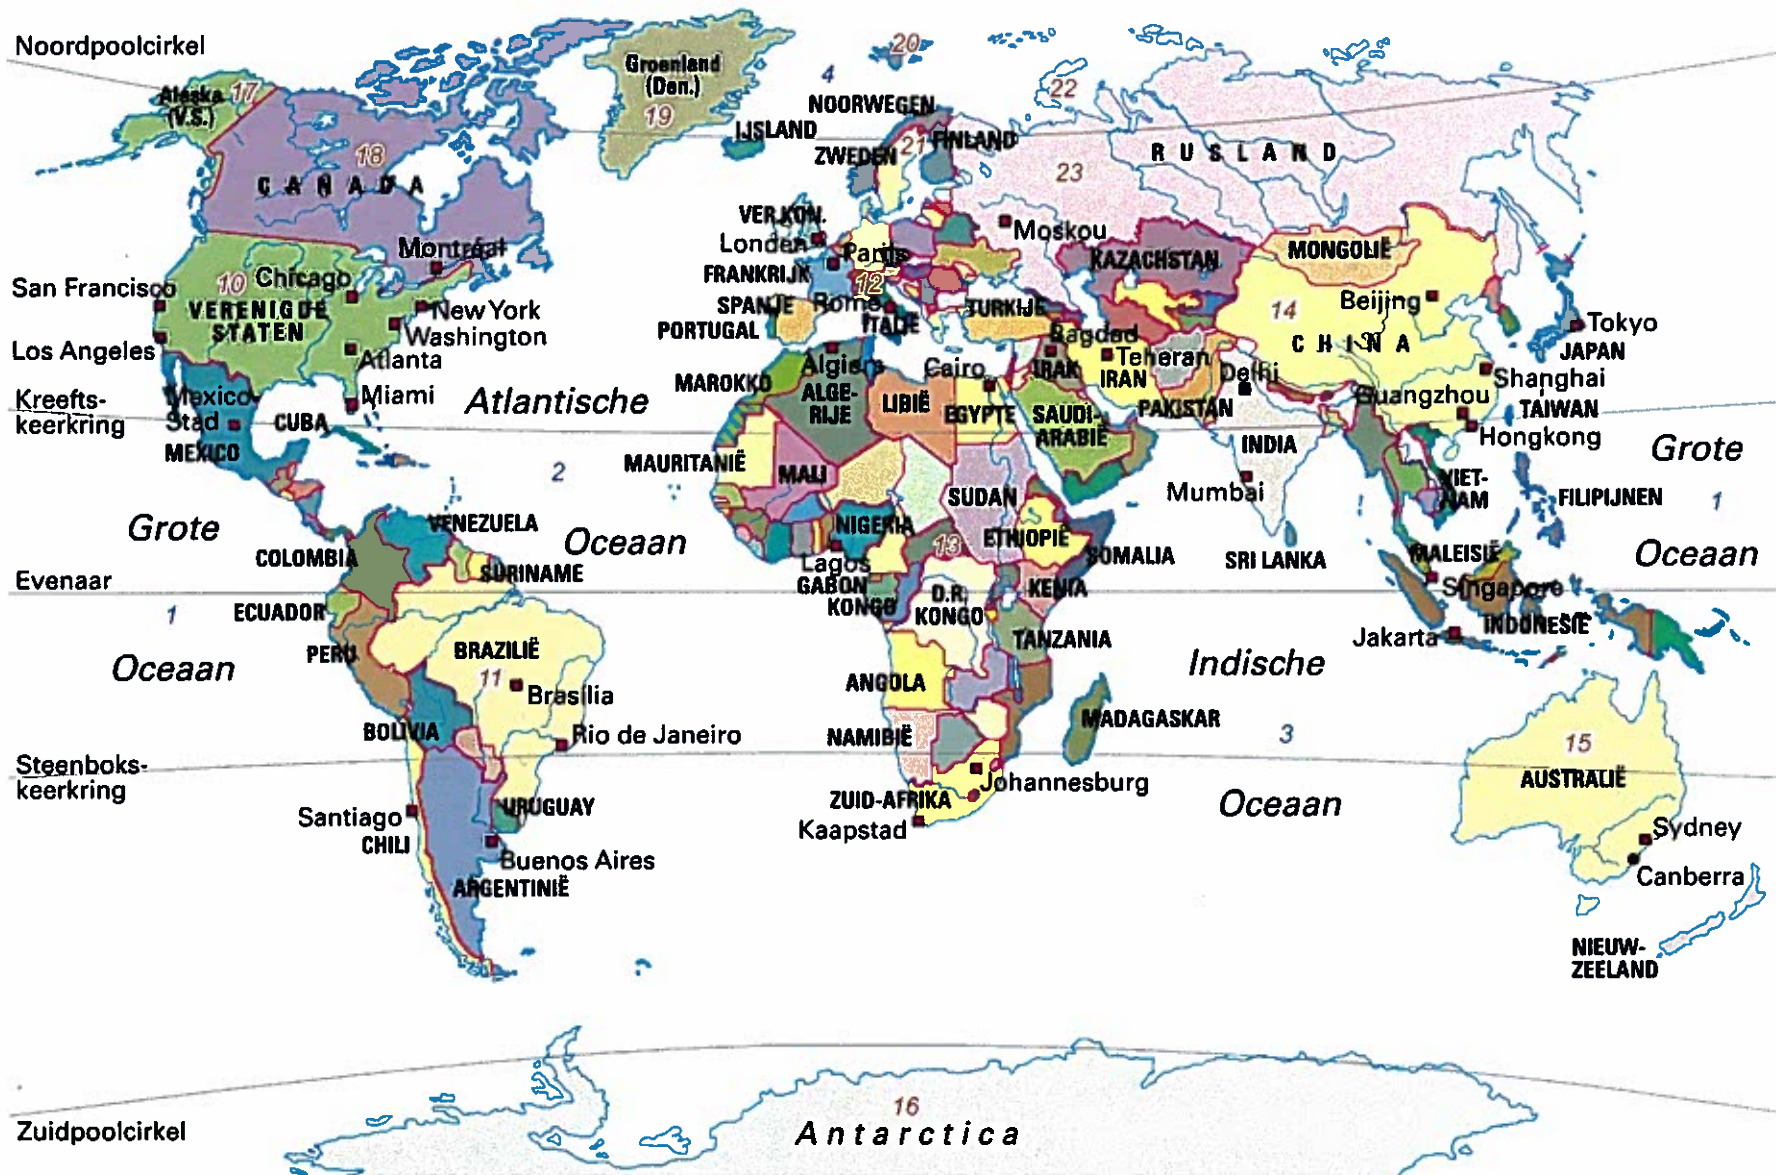 Noordpoolcirkel
20
4
22
Groenland
(Den.)
19
Alaska
(V.S.)
17
NOORWEGEN
IJSLAND
FINLAND
ZWEDEN
21
RUSLAND
23
18
CANADA
VER.KON.
Londen
Moskou
Montréal
Parijs
MONGOLIË
KAZACHSTAN
San Francisco
10
Chicago
FRANKRIJK
12
VERENIGDE
STATEN
New York
Washington
SPANJE
Rome
ITALIË
PORTUGAL
TURKIJE
14
Beijing
CHINA
Tokyo
JAPAN
Los Angeles
Atlanta
Algiers
Bagdad
IRAK
Teheran
IRAN
Delhi
Shanghai
Kreefts-
keerkring
Mexico-
Stad
MEXICO
Miami
CUBA
Atlantische
MAROKKO
ALGE-
RIJE
LIBIË
Cairo
EGYPTE
SAUDI-
ARABIË
PAKISTAN
INDIA
Guangzhou
TAIWAN
Hongkong
Grote
2
MAURITANIË
MALI
SUDAN
Mumbai
VIET-
NAM
FILIPIJNEN
1
Grote
VENEZUELA
Oceaan
NIGERIA
13
ETHIOPIË
SOMALIA
SRI LANKA
MALEISIË
Oceaan
COLOMBIA
SURINAME
Lagos
GABON
KONGO
D.R.
KONGO
KENIA
Singapore
Evenaar
ECUADOR
1
Oceaan
PERU
BRAZILIË
11
Brasília
TANZANIA
Indische
Jakarta
INDONESIË
ANGOLA
BOLIVIA
Rio de Janeiro
NAMIBIË
MADAGASKAR
3
15
AUSTRALIË
Steenboks-
keerkring
Johannesburg
ZUID-AFRIKA
Kaapstad
Oceaan
Santiago
CHILI
URUGUAY
Buenos Aires
ARGENTINIË
Sydney
Canberra
NIEUW-
ZEELAND
Zuidpoolcirkel
16
Antarctica